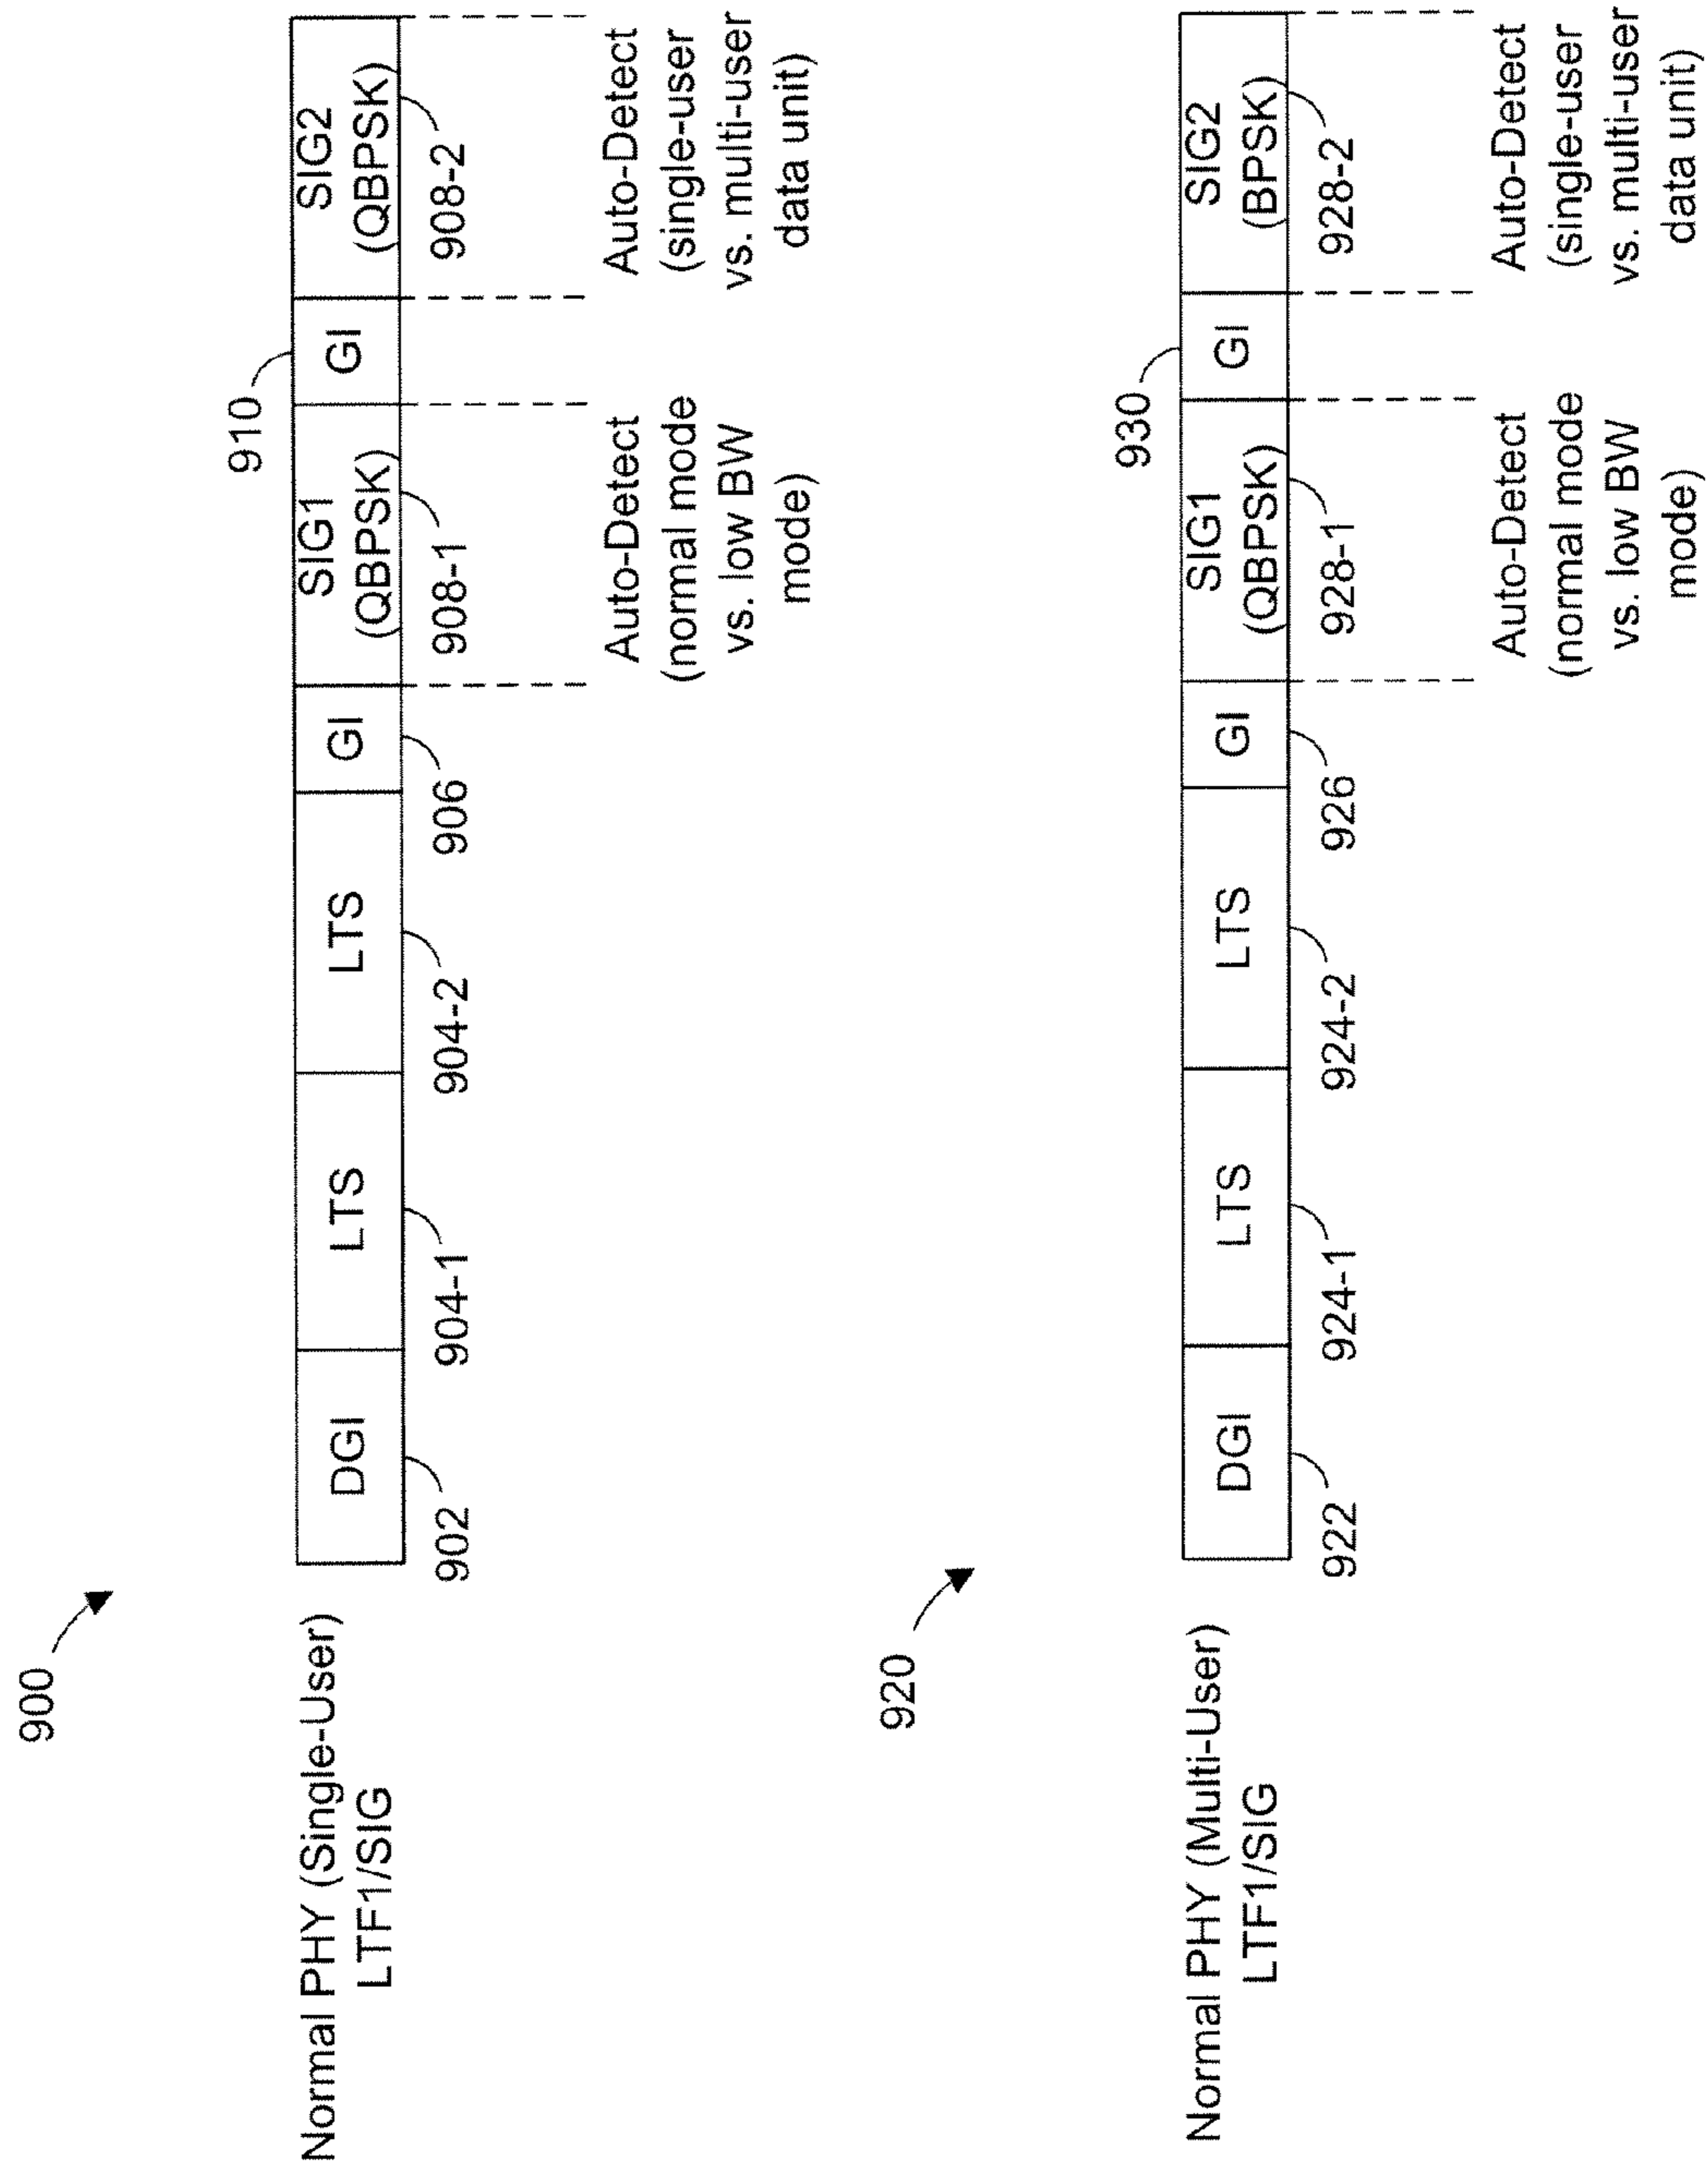 900
Normal PHY (Single-User)
LTF1/SIG
DGI
LTS
LTS
GI
SIG1
(QBPSK)
GI
SIG2
(QBPSK)
902
904-1
904-2
906
908-1
910
908-2
Auto-Detect
(normal mode
vs. low BW
mode)
Auto-Detect
(single-user
vs. multi-user
data unit)
920
Normal PHY (Multi-User)
LTF1/SIG
DGI
LTS
LTS
GI
SIG1
(QBPSK)
GI
SIG2
(BPSK)
922
924-1
924-2
926
928-1
930
928-2
Auto-Detect
(normal mode
vs. low BW
mode)
Auto-Detect
(single-user
vs. multi-user
data unit)